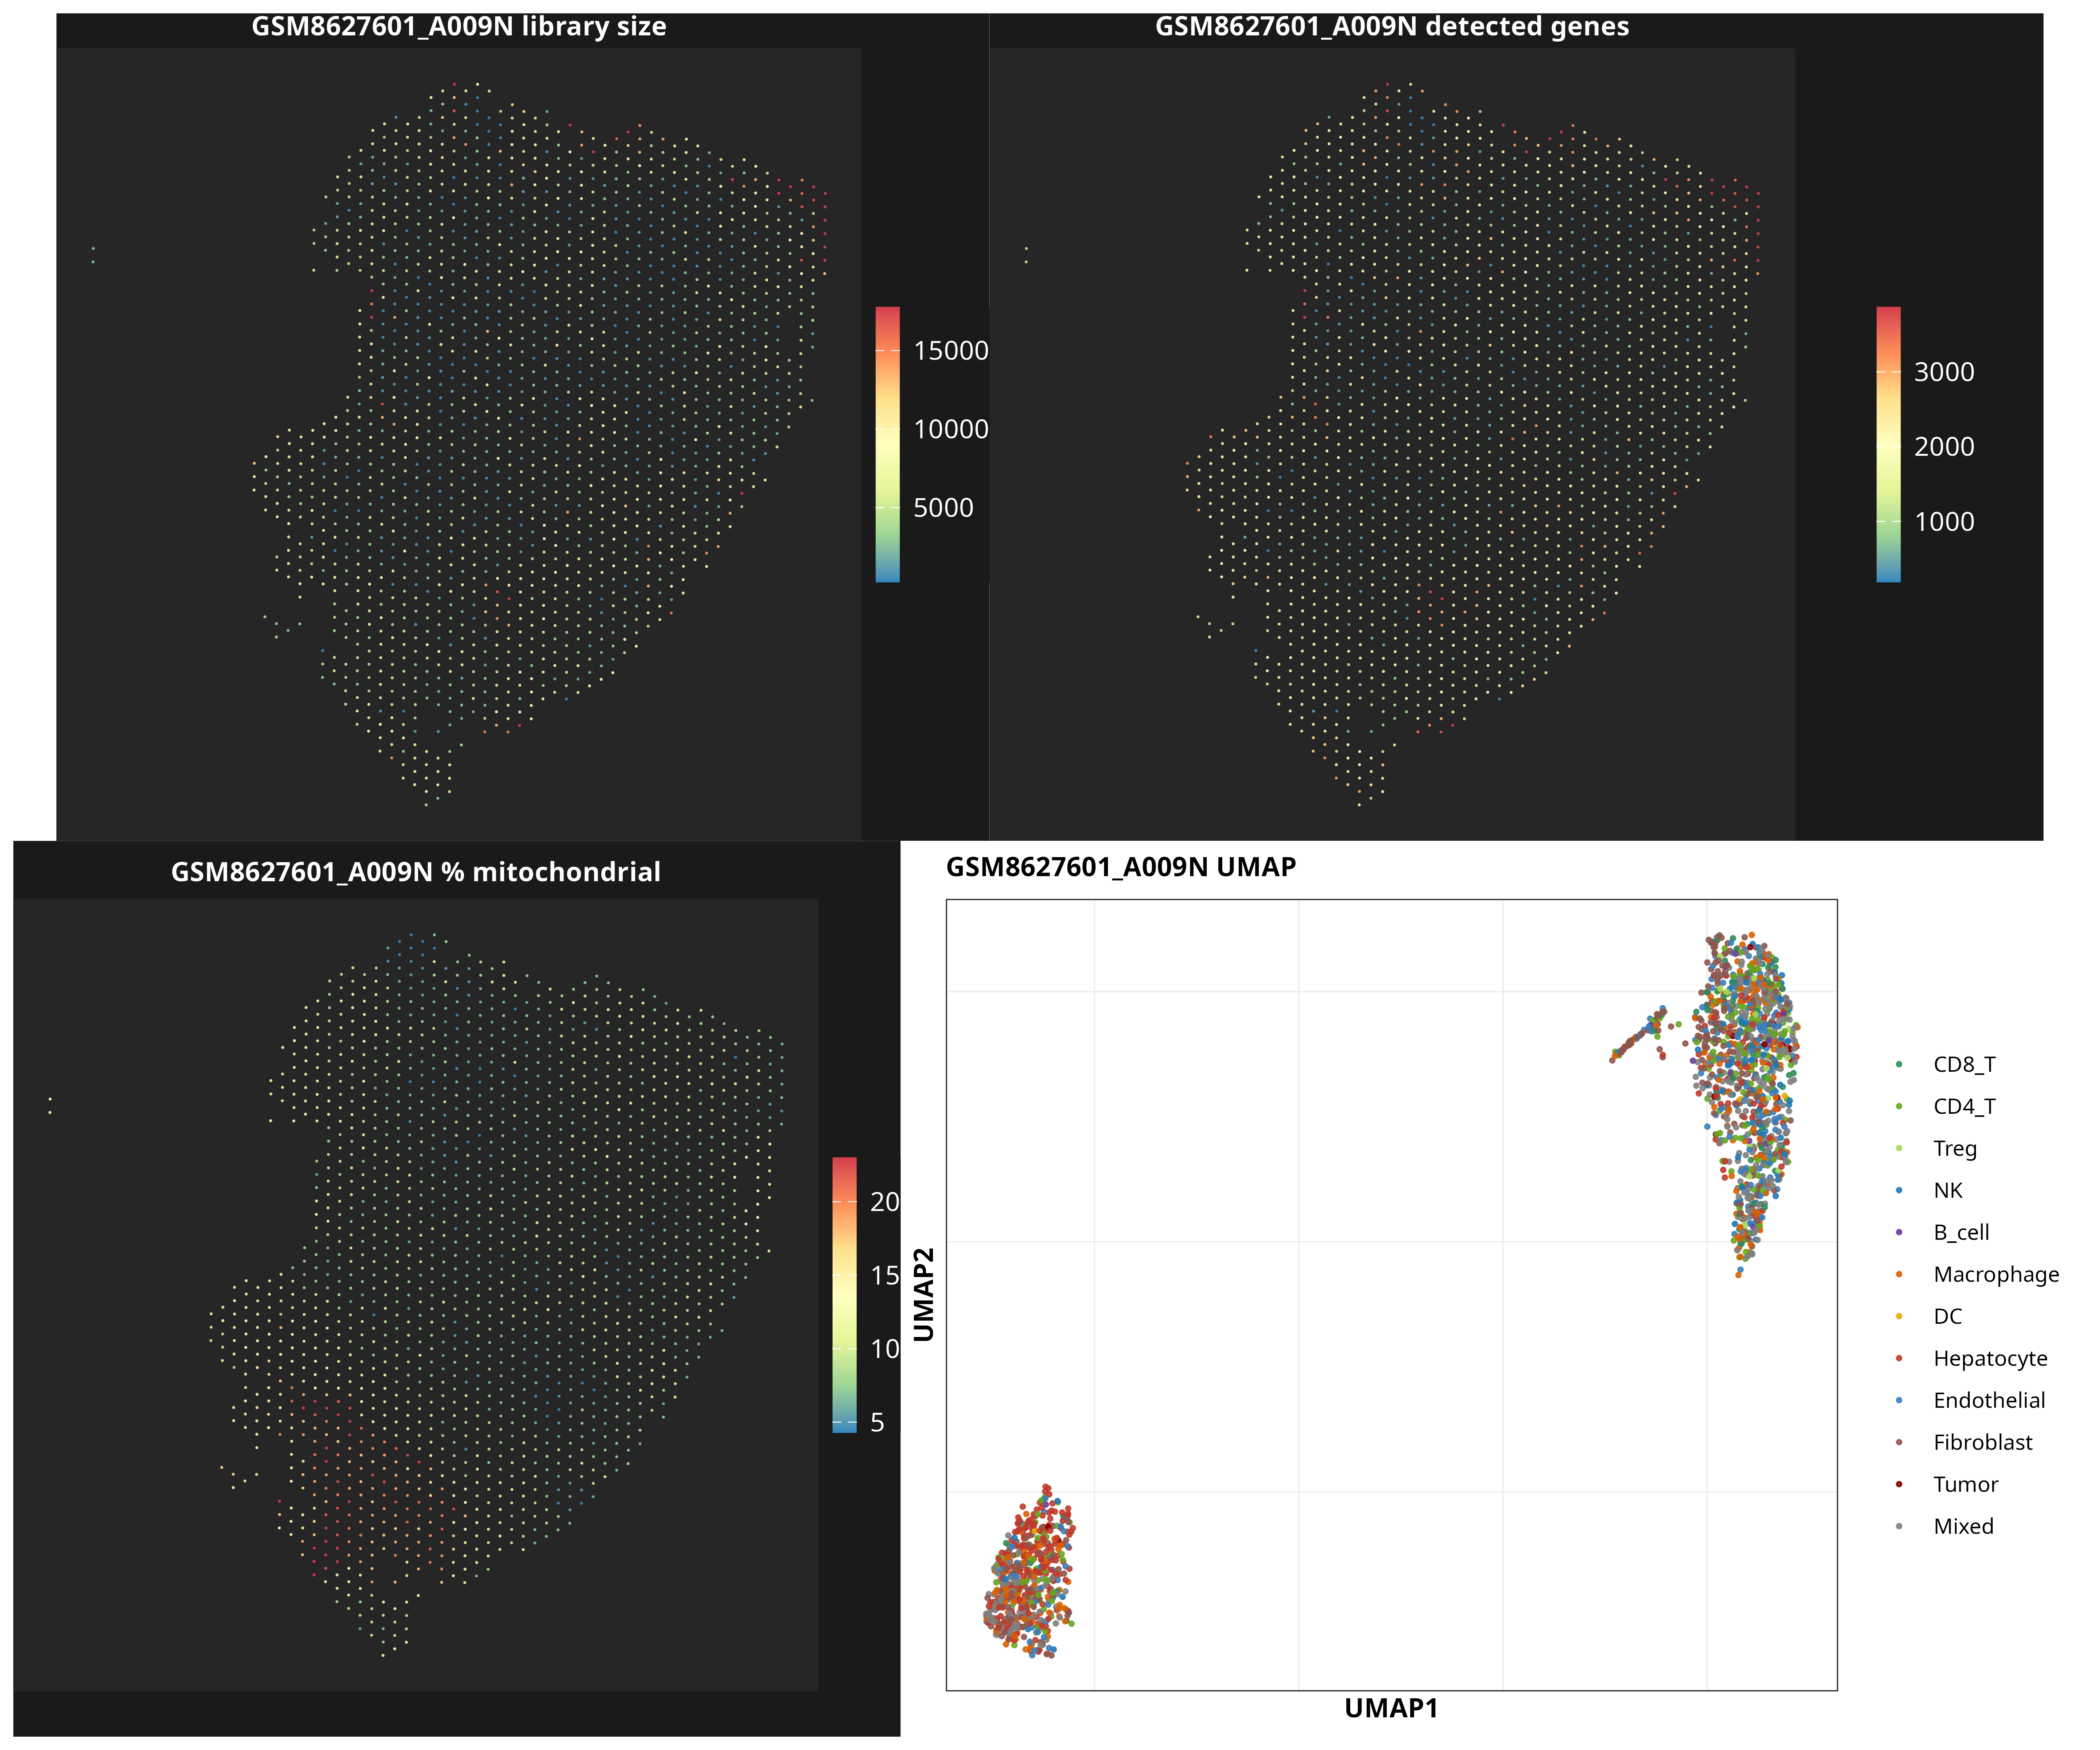 GSM8627601_A009N library size
15000
10000
5000
GSM8627601_A009N detected genes
3000
2000
1000
GSM8627601_A009N % mitochondrial
20
15
10
5
GSM8627601_A009N UMAP
UMAP2
UMAP1
CD8_T
CD4_T
Treg
NK
B_cell
Macrophage
DC
Hepatocyte
Endothelial
Fibroblast
Tumor
Mixed